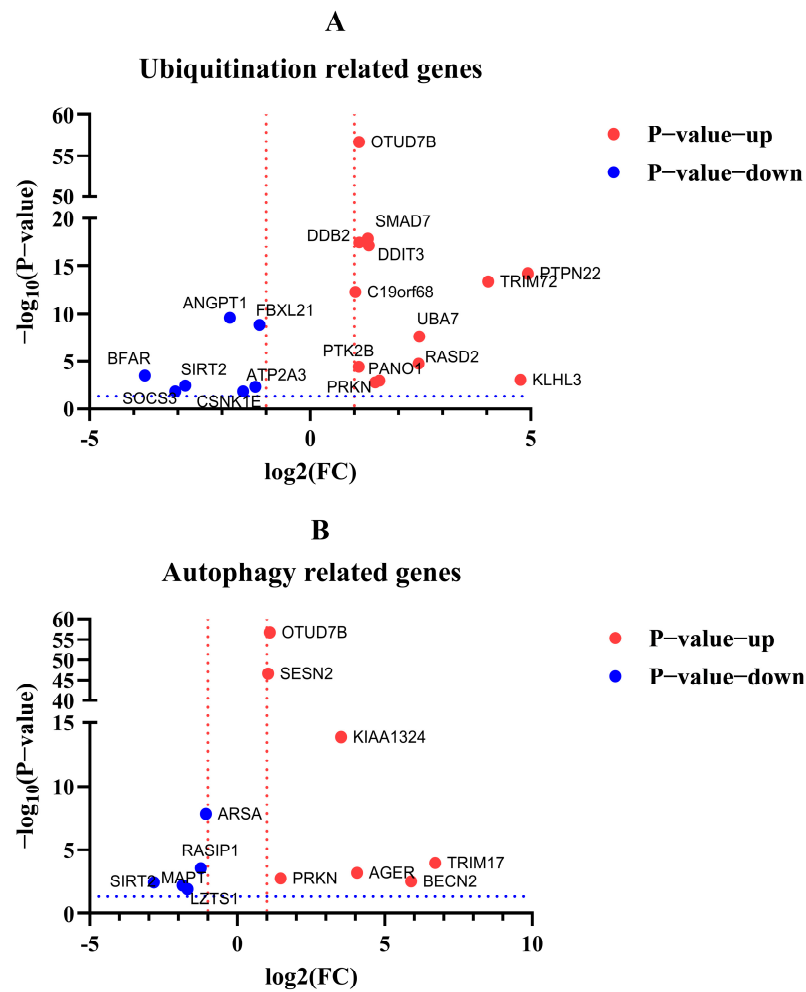 A
Ubiquitination related genes
60
55
50
20
15
10
5
0
−log10(P−value)
OTUD7B
SMAD7
DDB2
DDIT3
PTPN22
TRIM72
C19orf68
ANGPT1
FBXL21
UBA7
PTK2B
RASD2
BFAR
SIRT2
ATP2A3
PANO1
PRKN
KLHL3
SOCS3
CSNK1E
-5
0
5
log2(FC)
P−value−up
P−value−down
B
Autophagy related genes
60
55
50
45
40
15
10
5
0
−log10(P−value)
OTUD7B
SESN2
KIAA1324
ARSA
RASIP1
TRIM17
AGER
PRKN
BECN2
SIRT2
MAPT
LZTS1
-5
0
5
10
log2(FC)
P−value−up
P−value−down